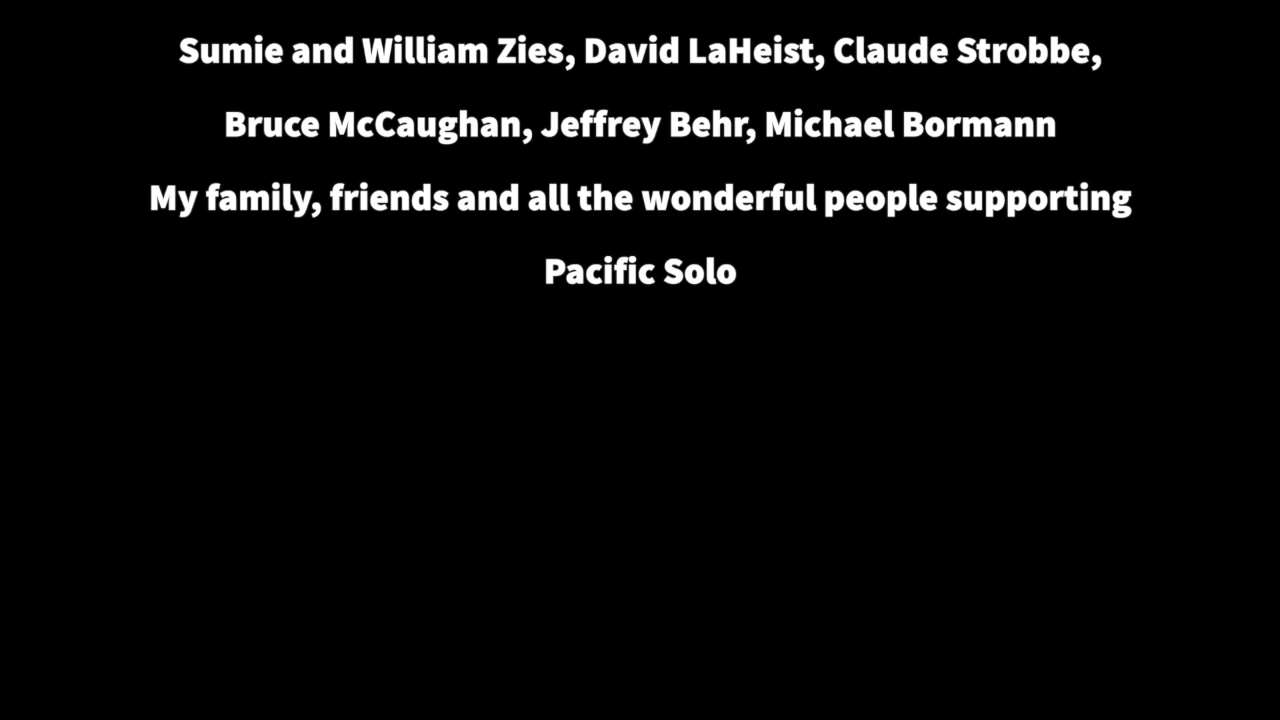 Sumie and William Zies, David LaHeist, Claude Strobbe,
Bruce McCaughan, Jeffrey Behr, Michael Bormann
My family, friends and all the wonderful people supporting
Pacific Solo